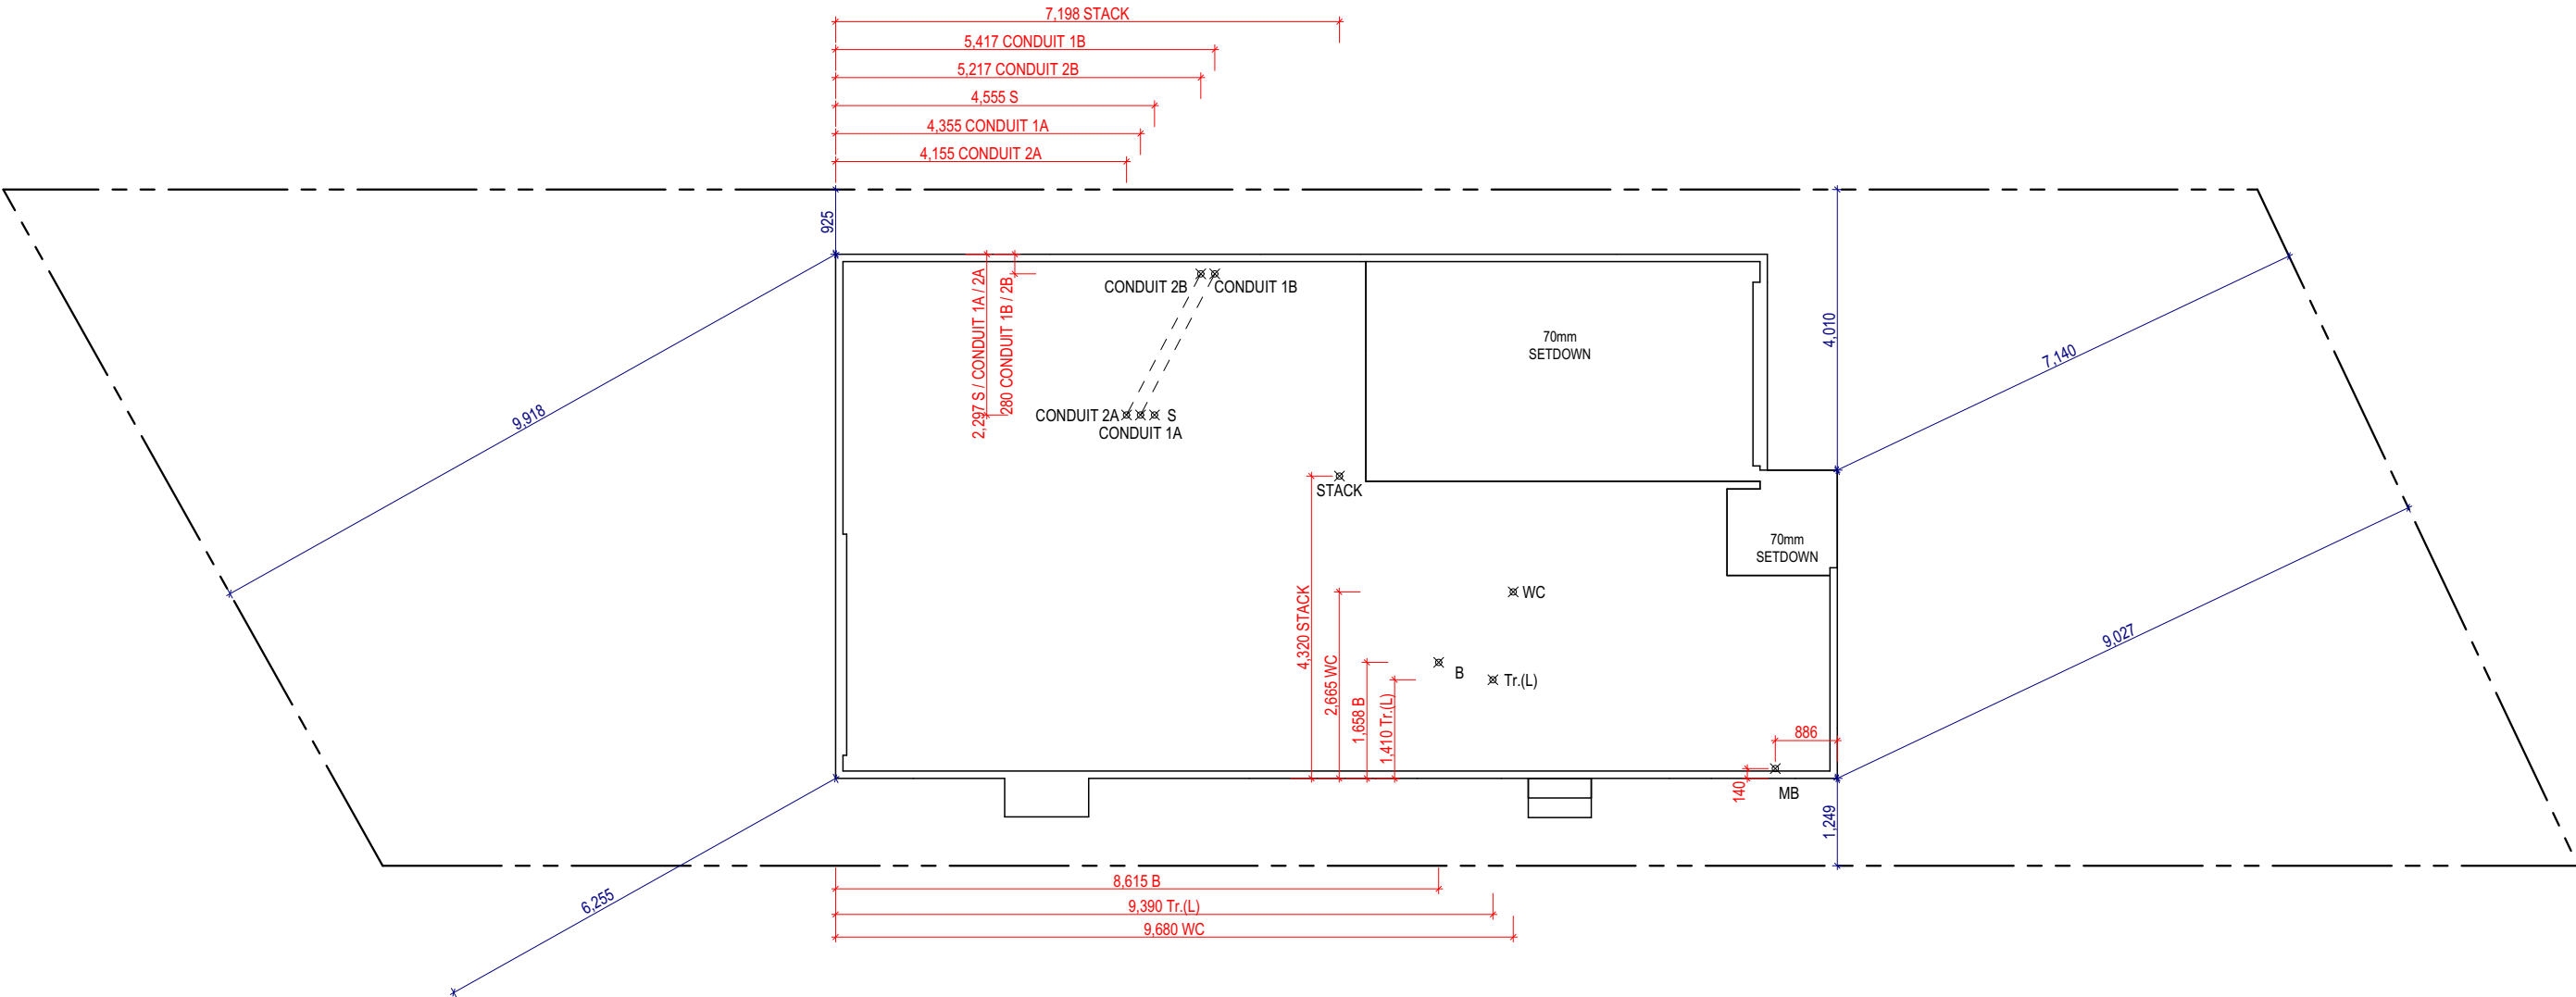 7,198 STACK
5,417 CONDUIT 1B
5,217 CONDUIT 2B
4,555 S
4,355 CONDUIT 1A
4,155 CONDUIT 2A
925
2,297 S / CONDUIT 1A / 2A
280 CONDUIT 1B / 2B
CONDUIT 2B
CONDUIT 1B
70mm
SETDOWN
4,010
7,140
9,918
CONDUIT 2A
S
CONDUIT 1A
STACK
70mm
SETDOWN
WC
4,320 STACK
2,665 WC
1,658 B
1,410 Tr.(L)
B
Tr.(L)
9,027
886
140
MB
1,249
6,255
8,615 B
9,390 Tr.(L)
9,680 WC